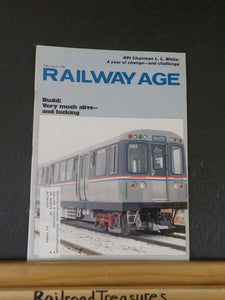 RPI Chairman L. L. White:
A year of change—and challenge
RAILWAY AGE
Budd:
Very much alive—
and kicking
RailroadTreasures